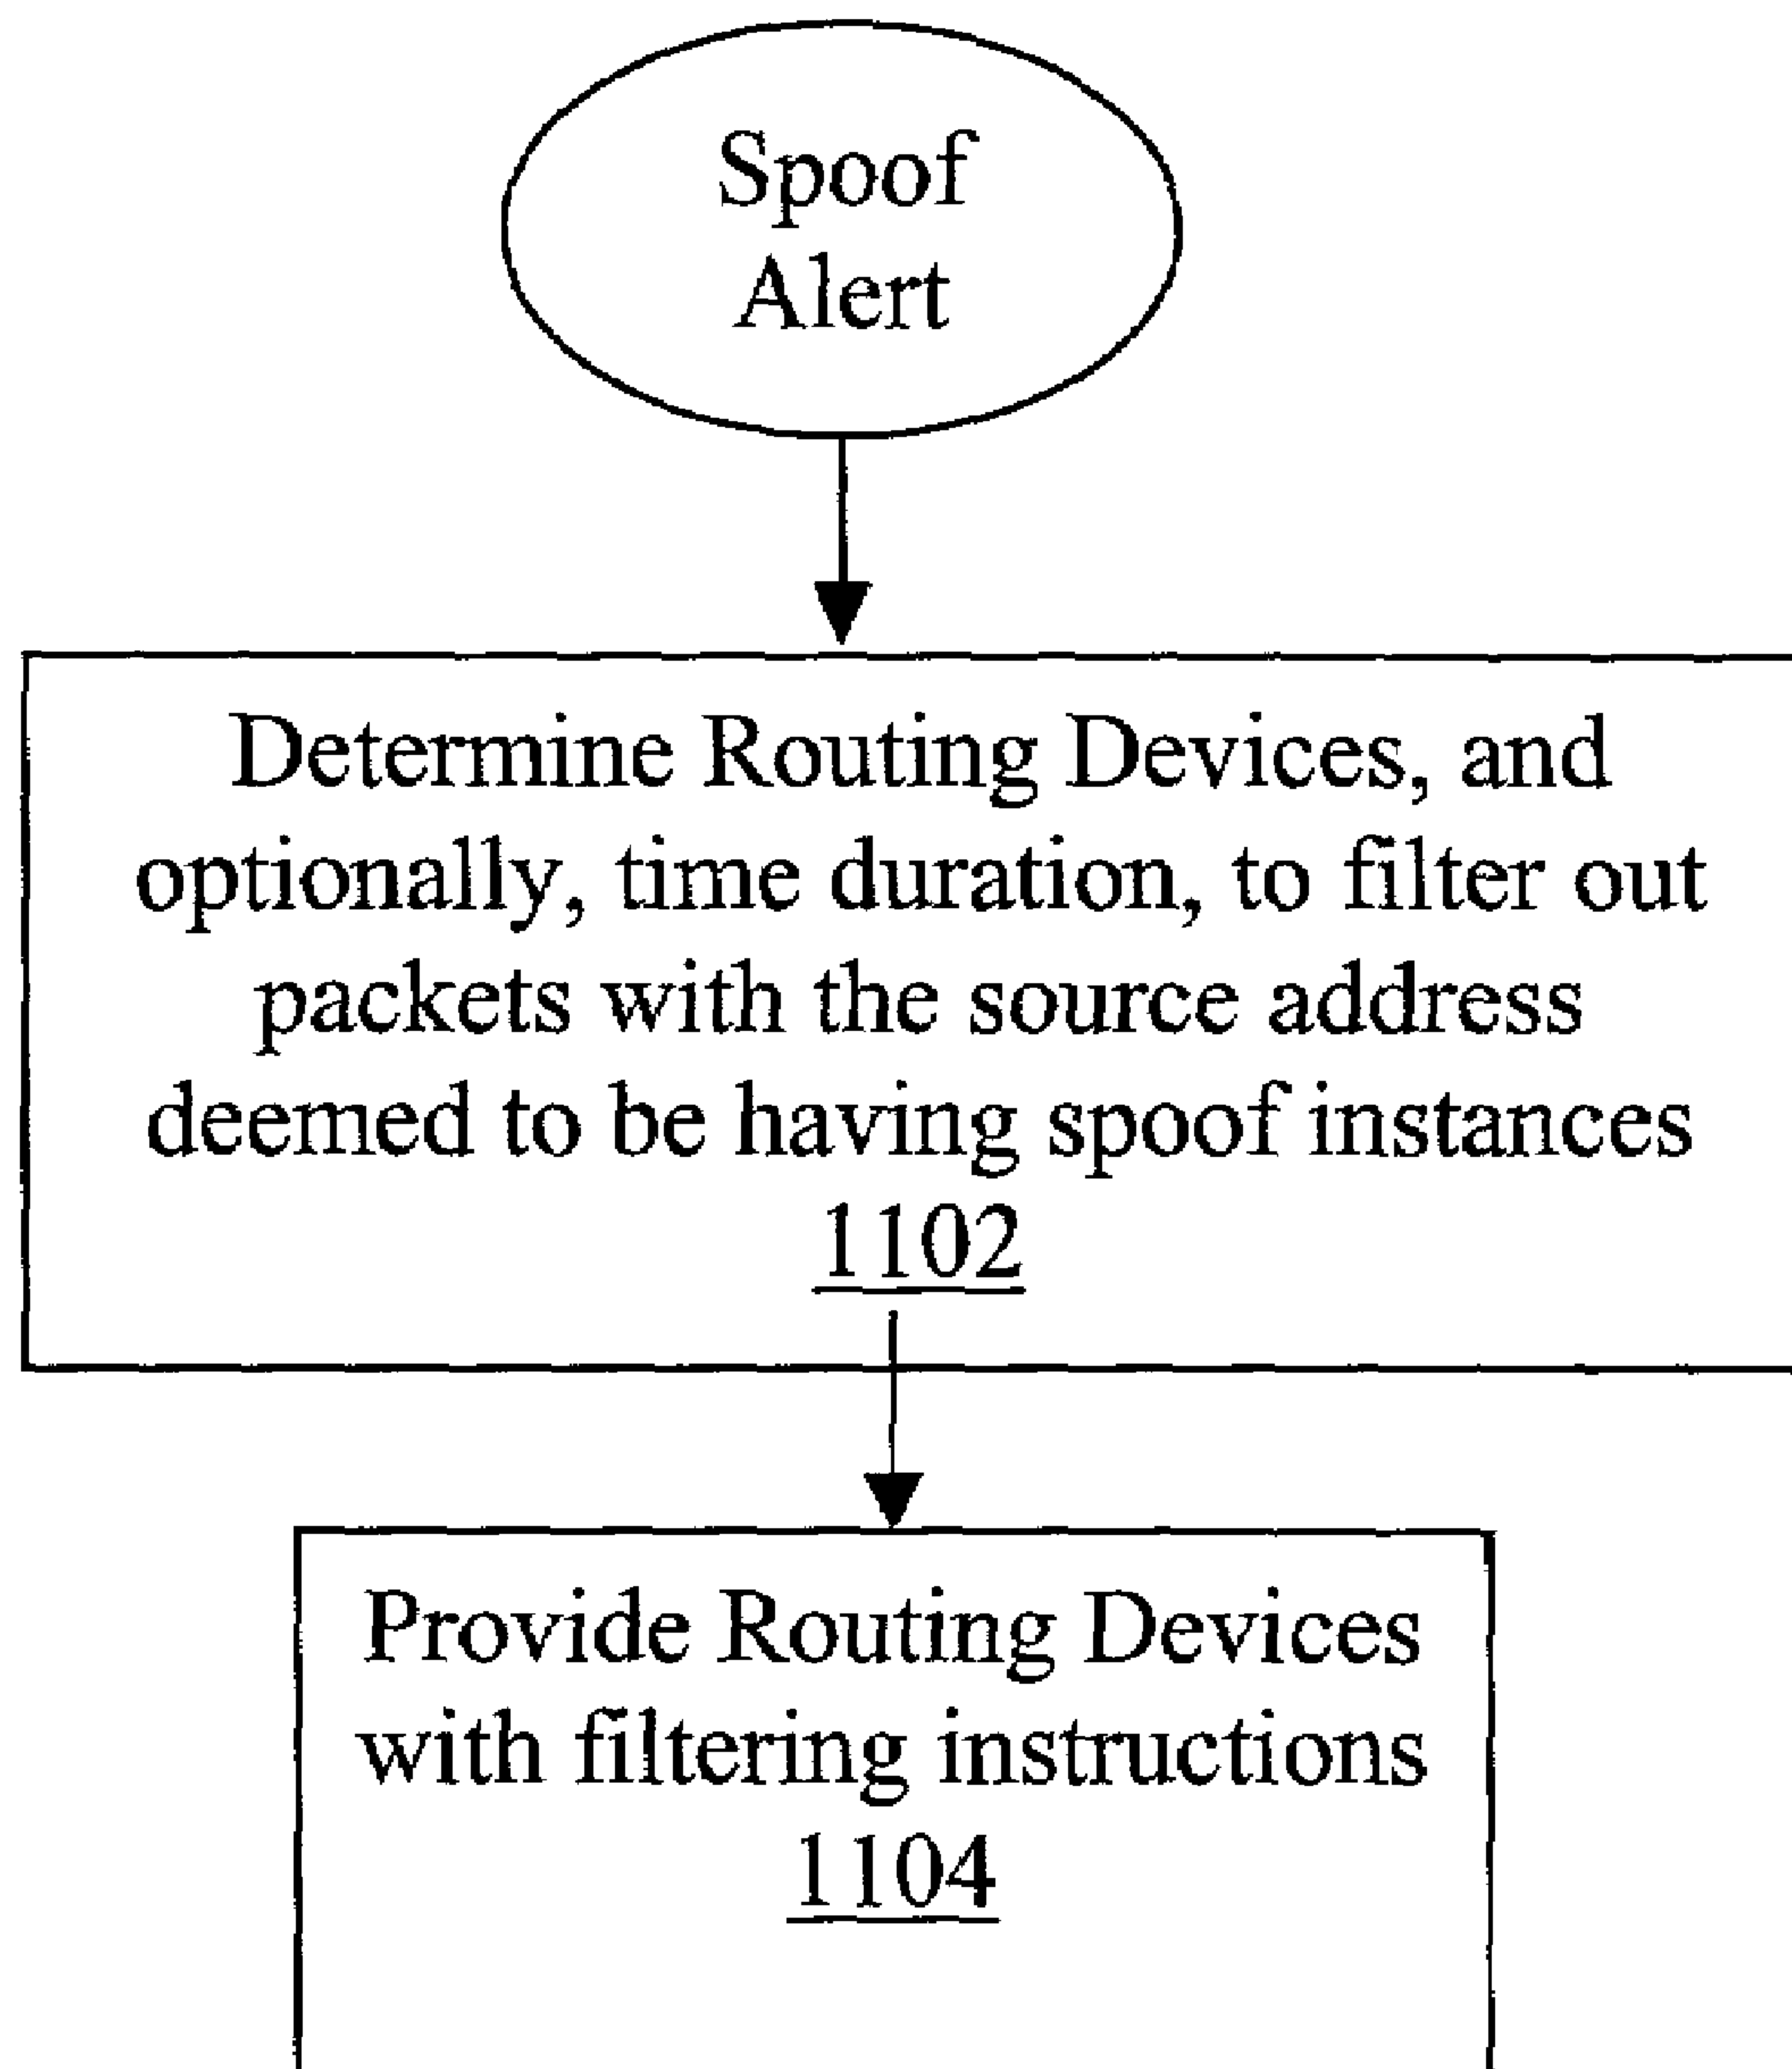 Spoof
Alert
Determine Routing Devices, and
optionally, time duration, to filter out
packets with the source address
deemed to be having spoof instances
1102
Provide Routing Devices
with filtering instructions
1104